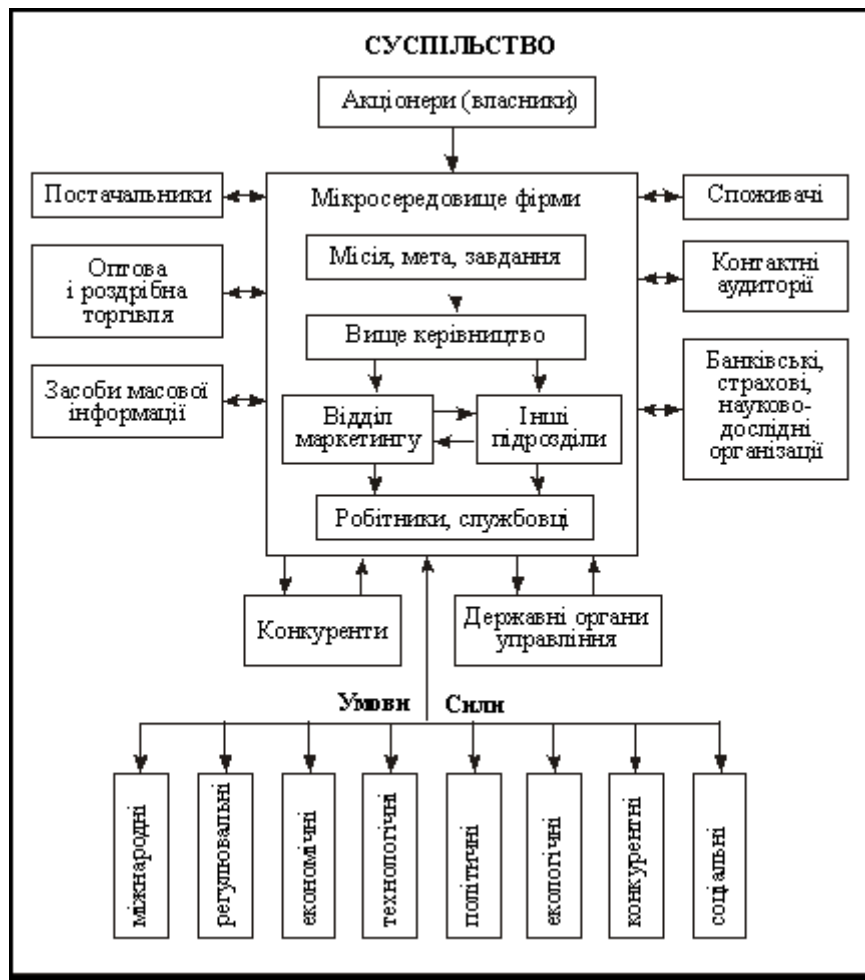 СУСПІЛЬСТВО
Акціонери (власники)
Мікросередовище фірми
Постачальники
Споживачі
Місія, мета, завдання
Оптова
і роздрібна
торгівля
Контактні
аудиторії
Вище керівництво
Засоби масової
інформації
Відділ
маркетингу
Інші
підрозділи
Банківські,
страхові,
науково-
дослідні
організації
Робітники, службовці
Конкуренти
Державні органи
управління
Умови Сили
міжнародні
регулювальні
економічні
технологічні
політичні
екологічні
конкурентні
соціальні